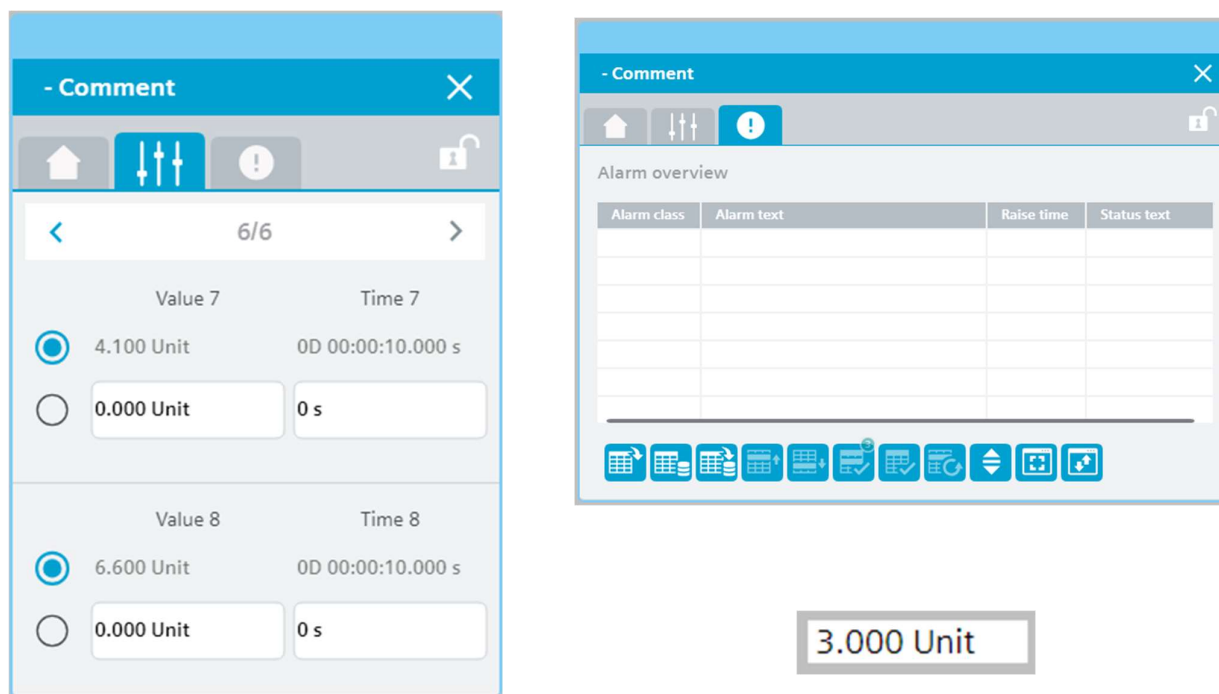 - Comment
6/6
Value 7 Time 7
4.100 Unit 0D 00:00:10.000 s
0.000 Unit 0 s
Value 8 Time 8
6.600 Unit 0D 00:00:10.000 s
0.000 Unit 0 s
- Comment
Alarm overview
Alarm class Alarm text Raise time Status text
3.000 Unit